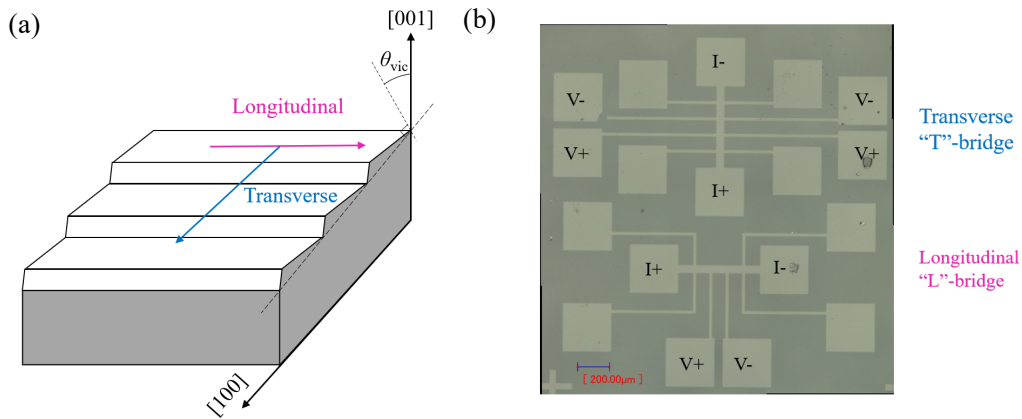 (a)
[001]
θvic
Longitudinal
Transverse
[100]
(b)
I-
V-
V-
V+
V+
I+
Transverse
“T”-bridge
I+
I-
Longitudinal
“L”-bridge
V+
V-
[ 200.00μm ]